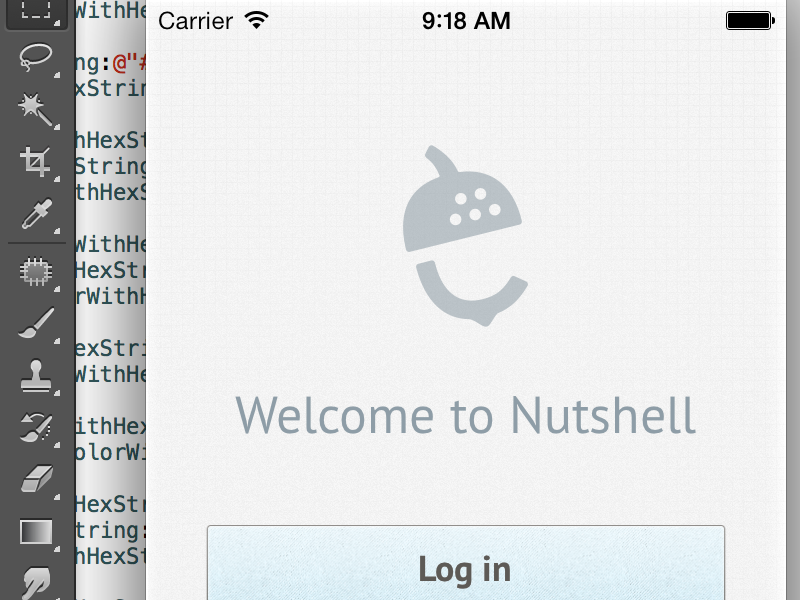 WithHe
Carrier
9:18 AM
ng:@"#
xStrin
hHexSt
String
thHexS
WithHe
HexStr
rWithH
exStri
WithHe
ithHex
olorWi
HexStr
tring:
hHexSt
Welcome to Nutshell
Log in